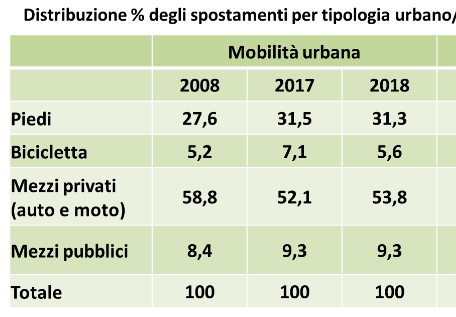 Distribuzione % degli spostamenti per tipologia urbano/
Mobilità urbana
2008 2017 2018
Piedi 27,6 31,5 31,3
Bicicletta 5,2 7,1 5,6
Mezzi privati
(auto e moto) 58,8 52,1 53,8
Mezzi pubblici 8,4 9,3 9,3
Totale 100 100 100